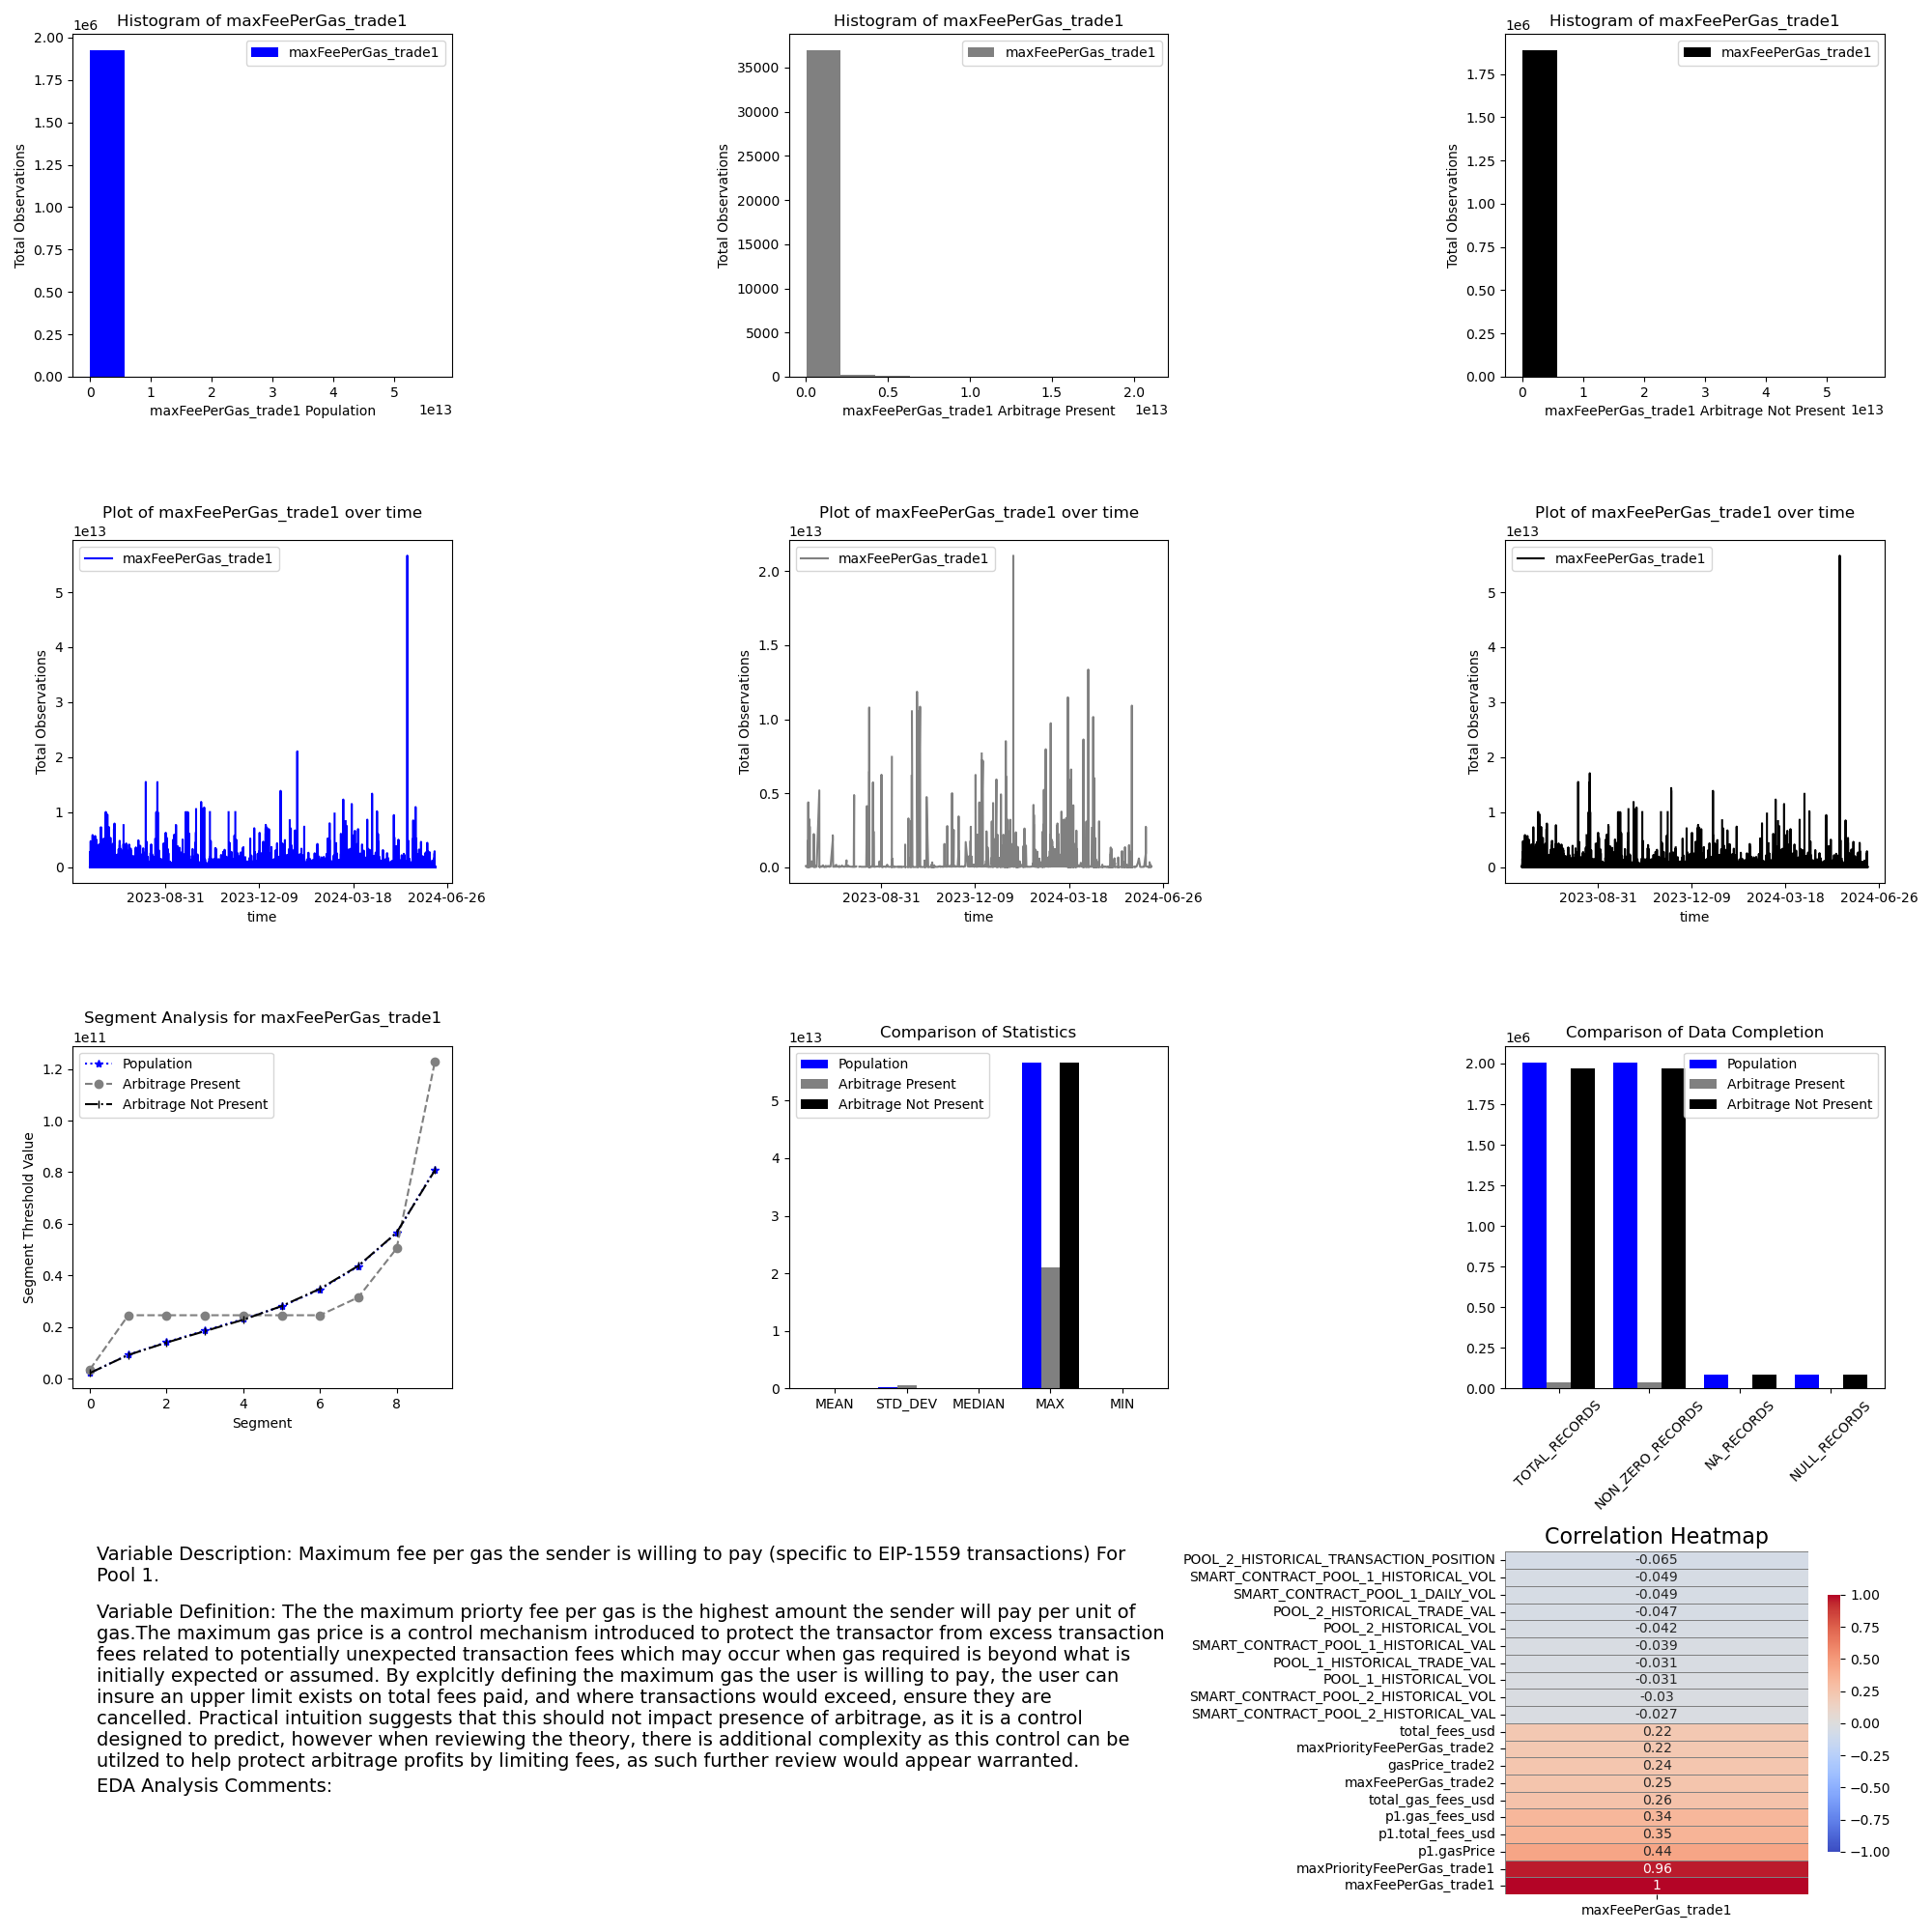 Histogram of maxFeePerGas_trade1
1e6
maxFeePerGas_trade1
Total Observations
2.00
1.75
1.50
1.25
1.00
0.75
0.50
0.25
0.00
0 1 2 3 4 5
maxFeePerGas_trade1 Population 1e13
Histogram of maxFeePerGas_trade1
maxFeePerGas_trade1
Total Observations
35000
30000
25000
20000
15000
10000
5000
0
0.0 0.5 1.0 1.5 2.0
maxFeePerGas_trade1 Arbitrage Present 1e13
Histogram of maxFeePerGas_trade1
1e6
maxFeePerGas_trade1
Total Observations
1.75
1.50
1.25
1.00
0.75
0.50
0.25
0.00
0 1 2 3 4 5
maxFeePerGas_trade1 Arbitrage Not Present 1e13
Plot of maxFeePerGas_trade1 over time
1e13
maxFeePerGas_trade1
Total Observations
5
4
3
2
1
0
2023-08-31 2023-12-09 2024-03-18 2024-06-26
time
Plot of maxFeePerGas_trade1 over time
1e13
maxFeePerGas_trade1
Total Observations
2.0
1.5
1.0
0.5
0.0
2023-08-31 2023-12-09 2024-03-18 2024-06-26
time
Plot of maxFeePerGas_trade1 over time
1e13
maxFeePerGas_trade1
Total Observations
5
4
3
2
1
0
2023-08-31 2023-12-09 2024-03-18 2024-06-26
time
Segment Analysis for maxFeePerGas_trade1
1e11
Population
Arbitrage Present
Arbitrage Not Present
Segment Threshold Value
1.2
1.0
0.8
0.6
0.4
0.2
0.0
0 2 4 6 8
Segment
Comparison of Statistics
1e13
Population
Arbitrage Present
Arbitrage Not Present
5
4
3
2
1
0
MEAN STD_DEV MEDIAN MAX MIN
Comparison of Data Completion
1e6
Population
Arbitrage Present
Arbitrage Not Present
2.00
1.75
1.50
1.25
1.00
0.75
0.50
0.25
0.00
TOTAL_RECORDS
NON_ZERO_RECORDS
NA_RECORDS
NULL_RECORDS
Variable Description: Maximum fee per gas the sender is willing to pay (specific to EIP-1559 transactions) For
Pool 1.
Variable Definition: The the maximum priorty fee per gas is the highest amount the sender will pay per unit of
gas.The maximum gas price is a control mechanism introduced to protect the transactor from excess transaction
fees related to potentially unexpected transaction fees which may occur when gas required is beyond what is
initially expected or assumed. By explcitly defining the maximum gas the user is willing to pay, the user can
insure an upper limit exists on total fees paid, and where transactions would exceed, ensure they are
cancelled. Practical intuition suggests that this should not impact presence of arbitrage, as it is a control
designed to predict, however when reviewing the theory, there is additional complexity as this control can be
utilzed to help protect arbitrage profits by limiting fees, as such further review would appear warranted.
EDA Analysis Comments:
Correlation Heatmap
POOL_2_HISTORICAL_TRANSACTION_POSITION -0.065
SMART_CONTRACT_POOL_1_HISTORICAL_VOL -0.049
SMART_CONTRACT_POOL_1_DAILY_VOL -0.049
POOL_2_HISTORICAL_TRADE_VAL -0.047
POOL_2_HISTORICAL_VOL -0.042
SMART_CONTRACT_POOL_1_HISTORICAL_VAL -0.039
POOL_1_HISTORICAL_TRADE_VAL -0.031
POOL_1_HISTORICAL_VOL -0.031
SMART_CONTRACT_POOL_2_HISTORICAL_VOL -0.03
SMART_CONTRACT_POOL_2_HISTORICAL_VAL -0.027
total_fees_usd 0.22
maxPriorityFeePerGas_trade2 0.22
gasPrice_trade2 0.24
maxFeePerGas_trade2 0.25
total_gas_fees_usd 0.26
p1.gas_fees_usd 0.34
p1.total_fees_usd 0.35
p1.gasPrice 0.44
maxPriorityFeePerGas_trade1 0.96
maxFeePerGas_trade1 1
maxFeePerGas_trade1
1.00
0.75
0.50
0.25
0.00
−0.25
−0.50
−0.75
−1.00